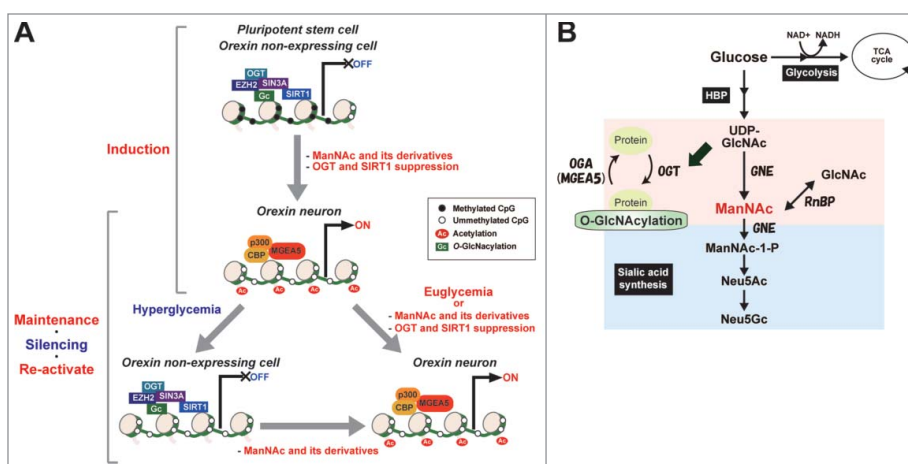 A
Pluripotent stem cell
Orexin non-expressing cell
OFF
OGT
EZH2
SIN3A
Gc
SIRT1
Induction
- ManNAc and its derivatives
- OGT and SIRT1 suppression
Orexin neuron
ON
p300
CBP
MGEA5
Ac
Ac
Ac
Ac
Methylated CpG
Ummethylated CpG
Ac Acetylation
Gc O-GlcNacylation
Maintenance
·
Silencing
·
Re-activate
Hyperglycemia
Euglycemia
or
- ManNAc and its derivatives
- OGT and SIRT1 suppression
Orexin non-expressing cell
OFF
OGT
EZH2
SIN3A
Gc
SIRT1
- ManNAc and its derivatives
Orexin neuron
ON
p300
CBP
MGEA5
Ac
Ac
Ac
Ac
B
NAD+ NADH
Glucose
Glycolysis
TCA
cycle
HBP
UDP-
GlcNAc
Protein
OGA
(MGEA5)
OGT
GNE
GlcNAc
RnBP
Protein
O-GlcNAcylation
ManNAc
GNE
ManNAc-1-P
Sialic acid
synthesis
Neu5Ac
Neu5Gc